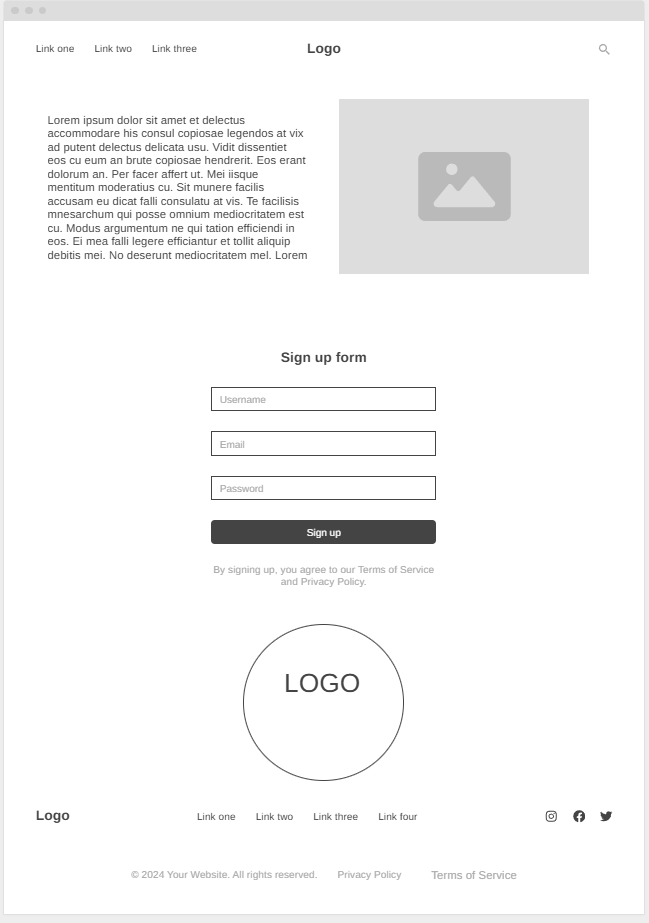 Link one Link two Link three Logo
Lorem ipsum dolor sit amet et delectus
accommodare his consul copiosae legendos at vix
ad putent delectus delicata usu. Vidit dissentiet
eos cu eum an brute copiosae hendrerit. Eos erant
dolorum an. Per facer affert ut. Mei iisque
mentitum moderatius cu. Sit munere facilis
accusam eu dicat falli consulatu at vis. Te facilisis
mnesarchum qui posse omnium mediocritatem est
cu. Modus argumentum ne qui tation efficiendi in
eos. Ei mea falli legere efficiantur et tollit aliquip
debitis mei. No deserunt mediocritatem mel. Lorem
Sign up form
Username
Email
Password
Sign up
By signing up, you agree to our Terms of Service
and Privacy Policy.
LOGO
Logo Link one Link two Link three Link four
© 2024 Your Website. All rights reserved. Privacy Policy Terms of Service